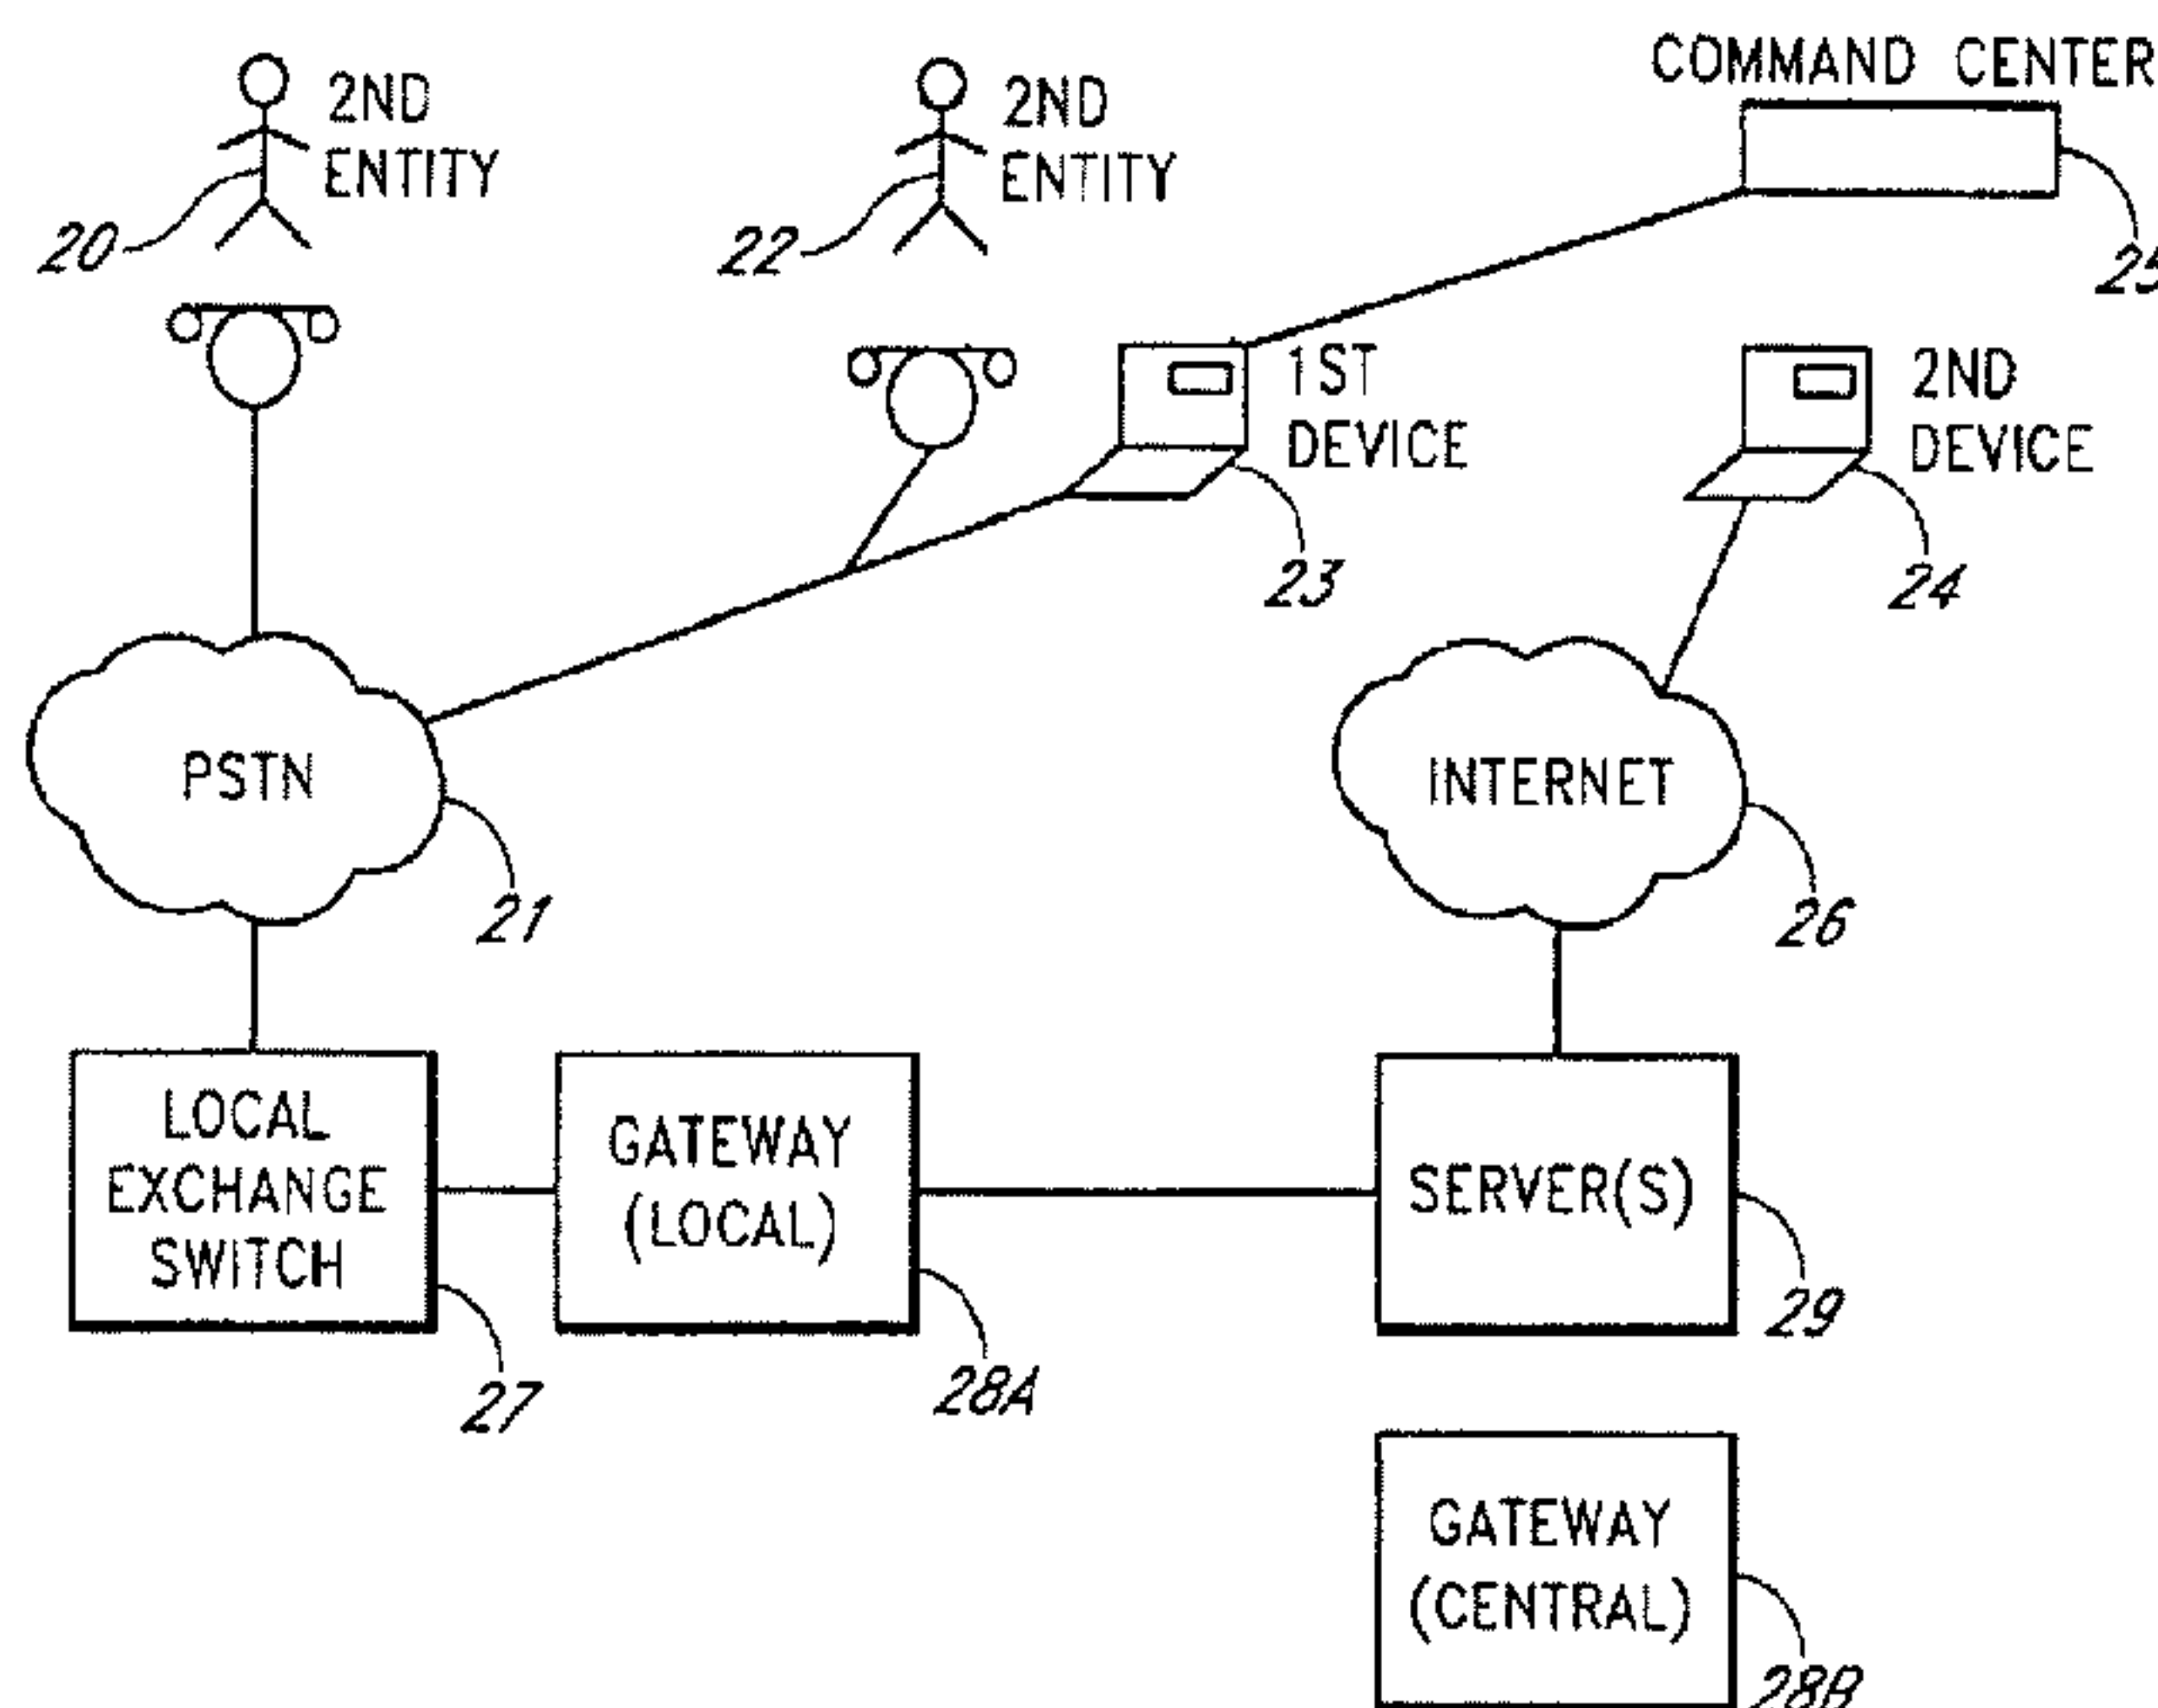 COMMAND CENTER
2ND
ENTITY
20
2ND
ENTITY
22
25
1ST
DEVICE
23
2ND
DEVICE
24
PSTN
21
INTERNET
26
LOCAL
EXCHANGE
SWITCH
27
GATEWAY
(LOCAL)
28A
SERVER(S)
29
GATEWAY
(CENTRAL)
28B